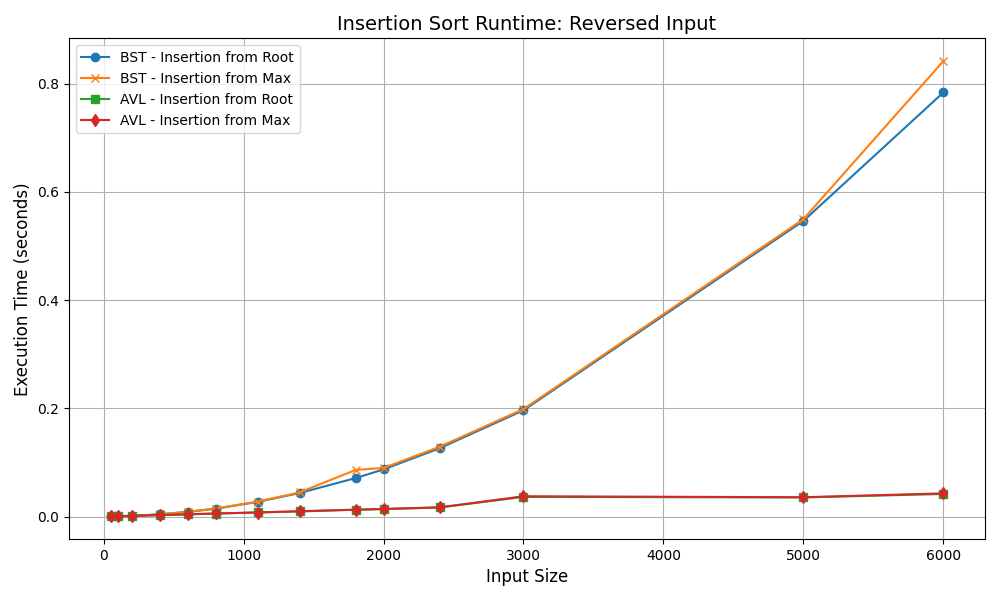 Insertion Sort Runtime: Reversed Input
BST - Insertion from Root
BST - Insertion from Max
AVL - Insertion from Root
AVL - Insertion from Max
Execution Time (seconds)
0.8
0.6
0.4
0.2
0.0
0 1000 2000 3000 4000 5000 6000
Input Size